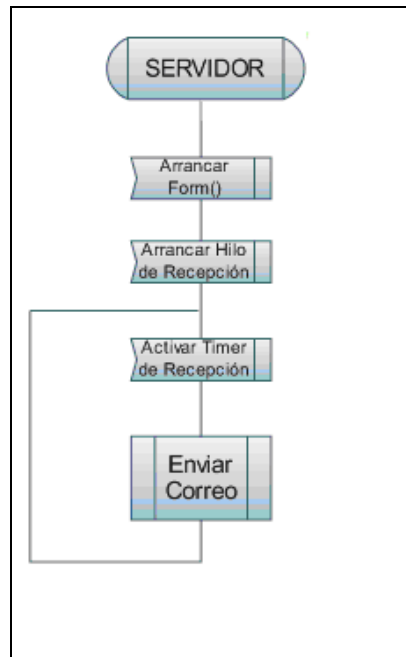 SERVIDOR
Arrancar
Form()
Arrancar Hilo
de Recepción
Activar Timer
de Recepción
Enviar
Correo